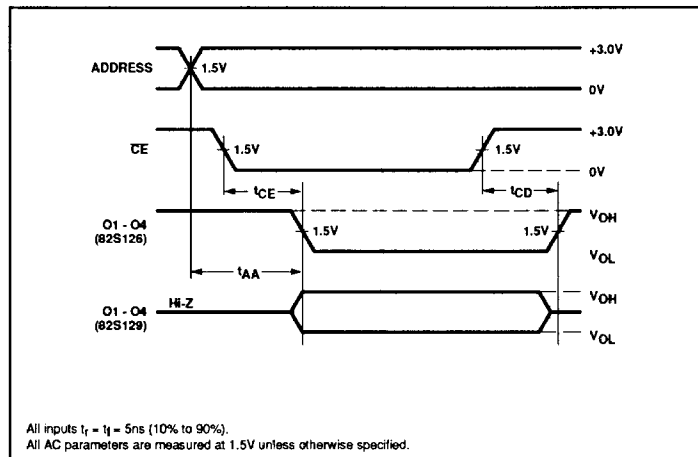 ADDRESS
1.5V
+3.0V
0V
CE
1.5V
1.5V
+3.0V
0V
tCE
tCD
O1 - O4
(82S126)
1.5V
1.5V
VOH
VOL
tAA
O1 - O4
(82S129)
Hi-Z
VOH
VOL
All inputs tr = tf = 5ns (10% to 90%).
All AC parameters are measured at 1.5V unless otherwise specified.